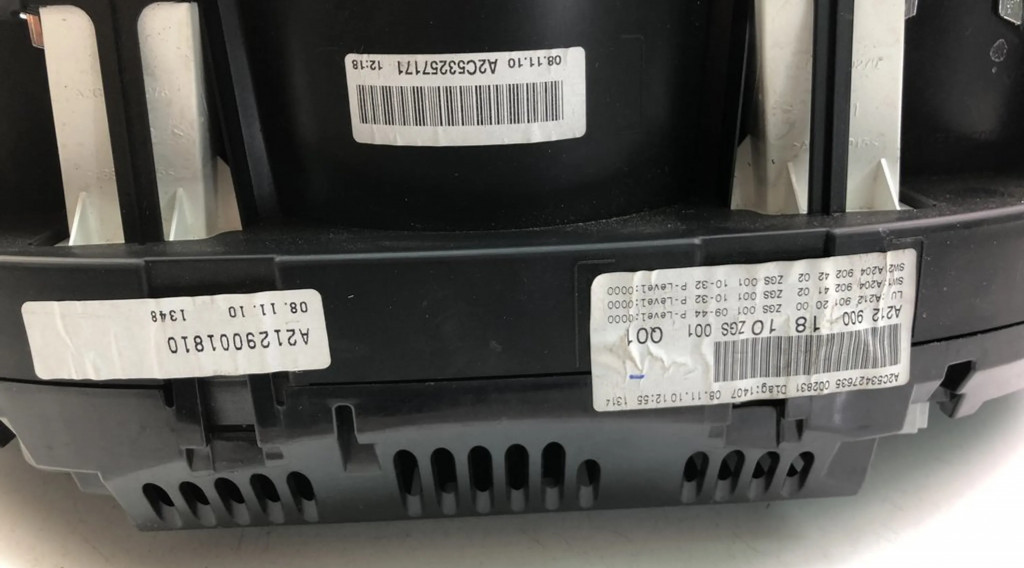 08.11.10 A2C53257171
12:18
A2129001810
08.11.10 1348
A2C53427635 002831 Diag:1407 08.11.10 12:55 1314
A212 900 18 10 ZGS 001 Q01
LU :A212 901 20 00 ZGS 001 09-44 P-Level:0000
SW1:A204 902 41 02 ZGS 001 10-32 P-Level:0000
SW2:A204 902 42 02 ZGS 001 10-32 P-Level:0000